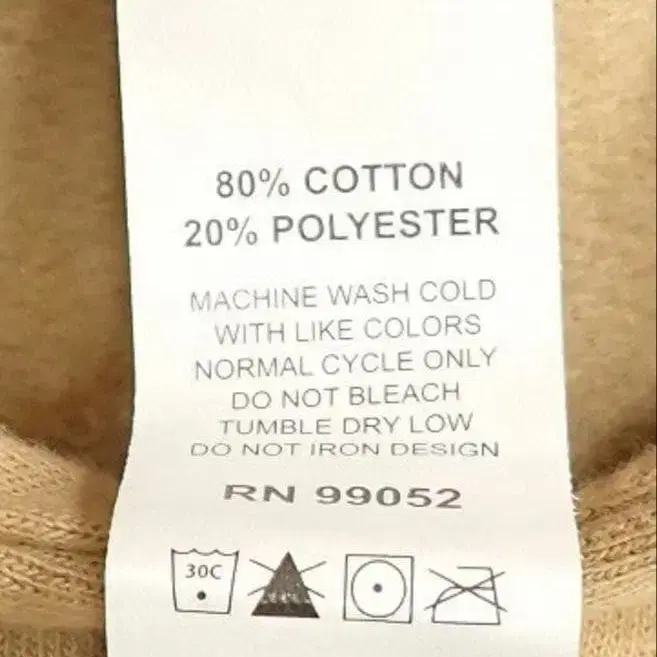 80% COTTON
20% POLYESTER
MACHINE WASH COLD
WITH LIKE COLORS
NORMAL CYCLE ONLY
DO NOT BLEACH
TUMBLE DRY LOW
DO NOT IRON DESIGN
RN 99052
30C